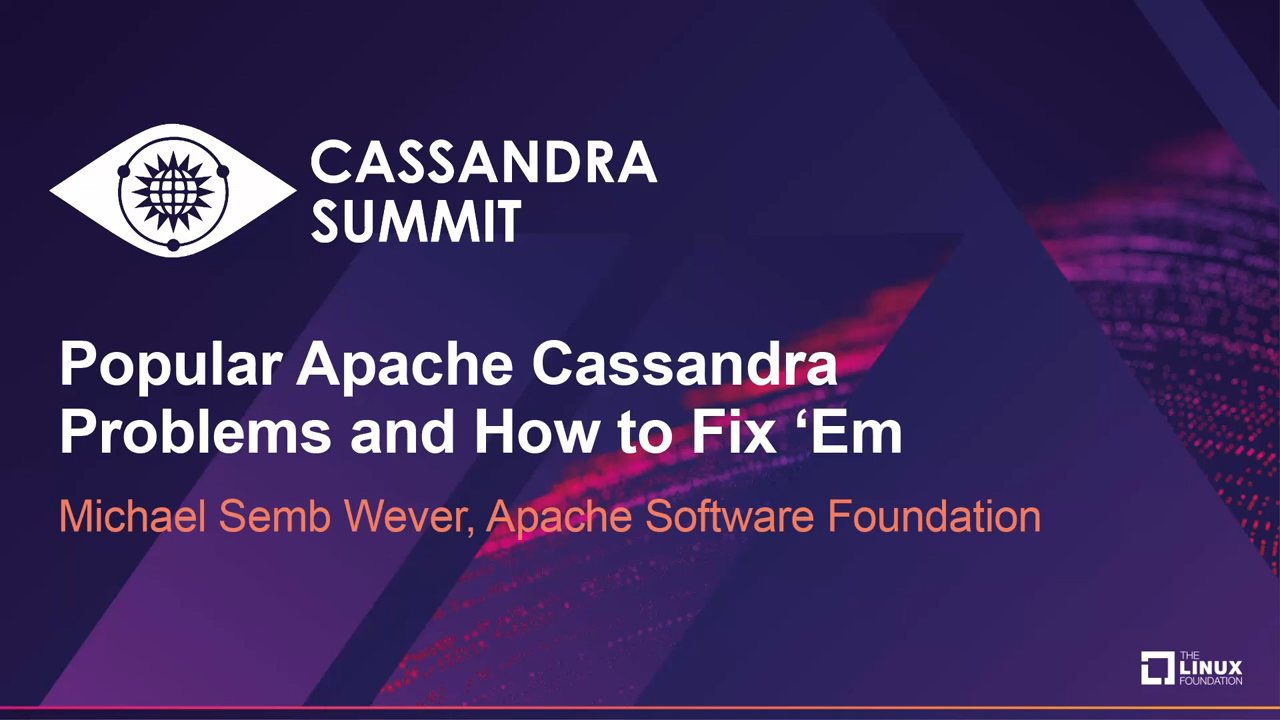 CASSANDRA
SUMMIT
Popular Apache Cassandra
Problems and How to Fix ‘Em
Michael Semb Wever, Apache Software Foundation
THE
LINUX
FOUNDATION